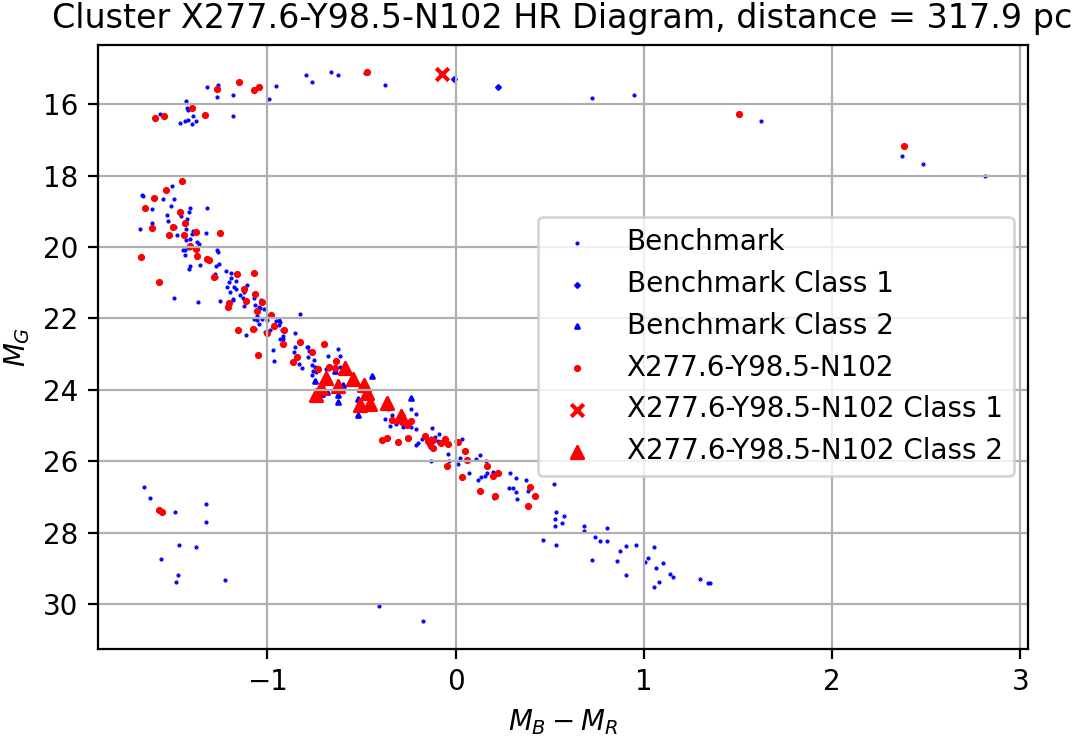 Cluster X277.6-Y98.5-N102 HR Diagram, distance = 317.9 pc
16
18
20
22
24
26
28
30
M_G
Benchmark
Benchmark Class 1
Benchmark Class 2
X277.6-Y98.5-N102
X277.6-Y98.5-N102 Class 1
X277.6-Y98.5-N102 Class 2
−1 0 1 2 3
M_B − M_R